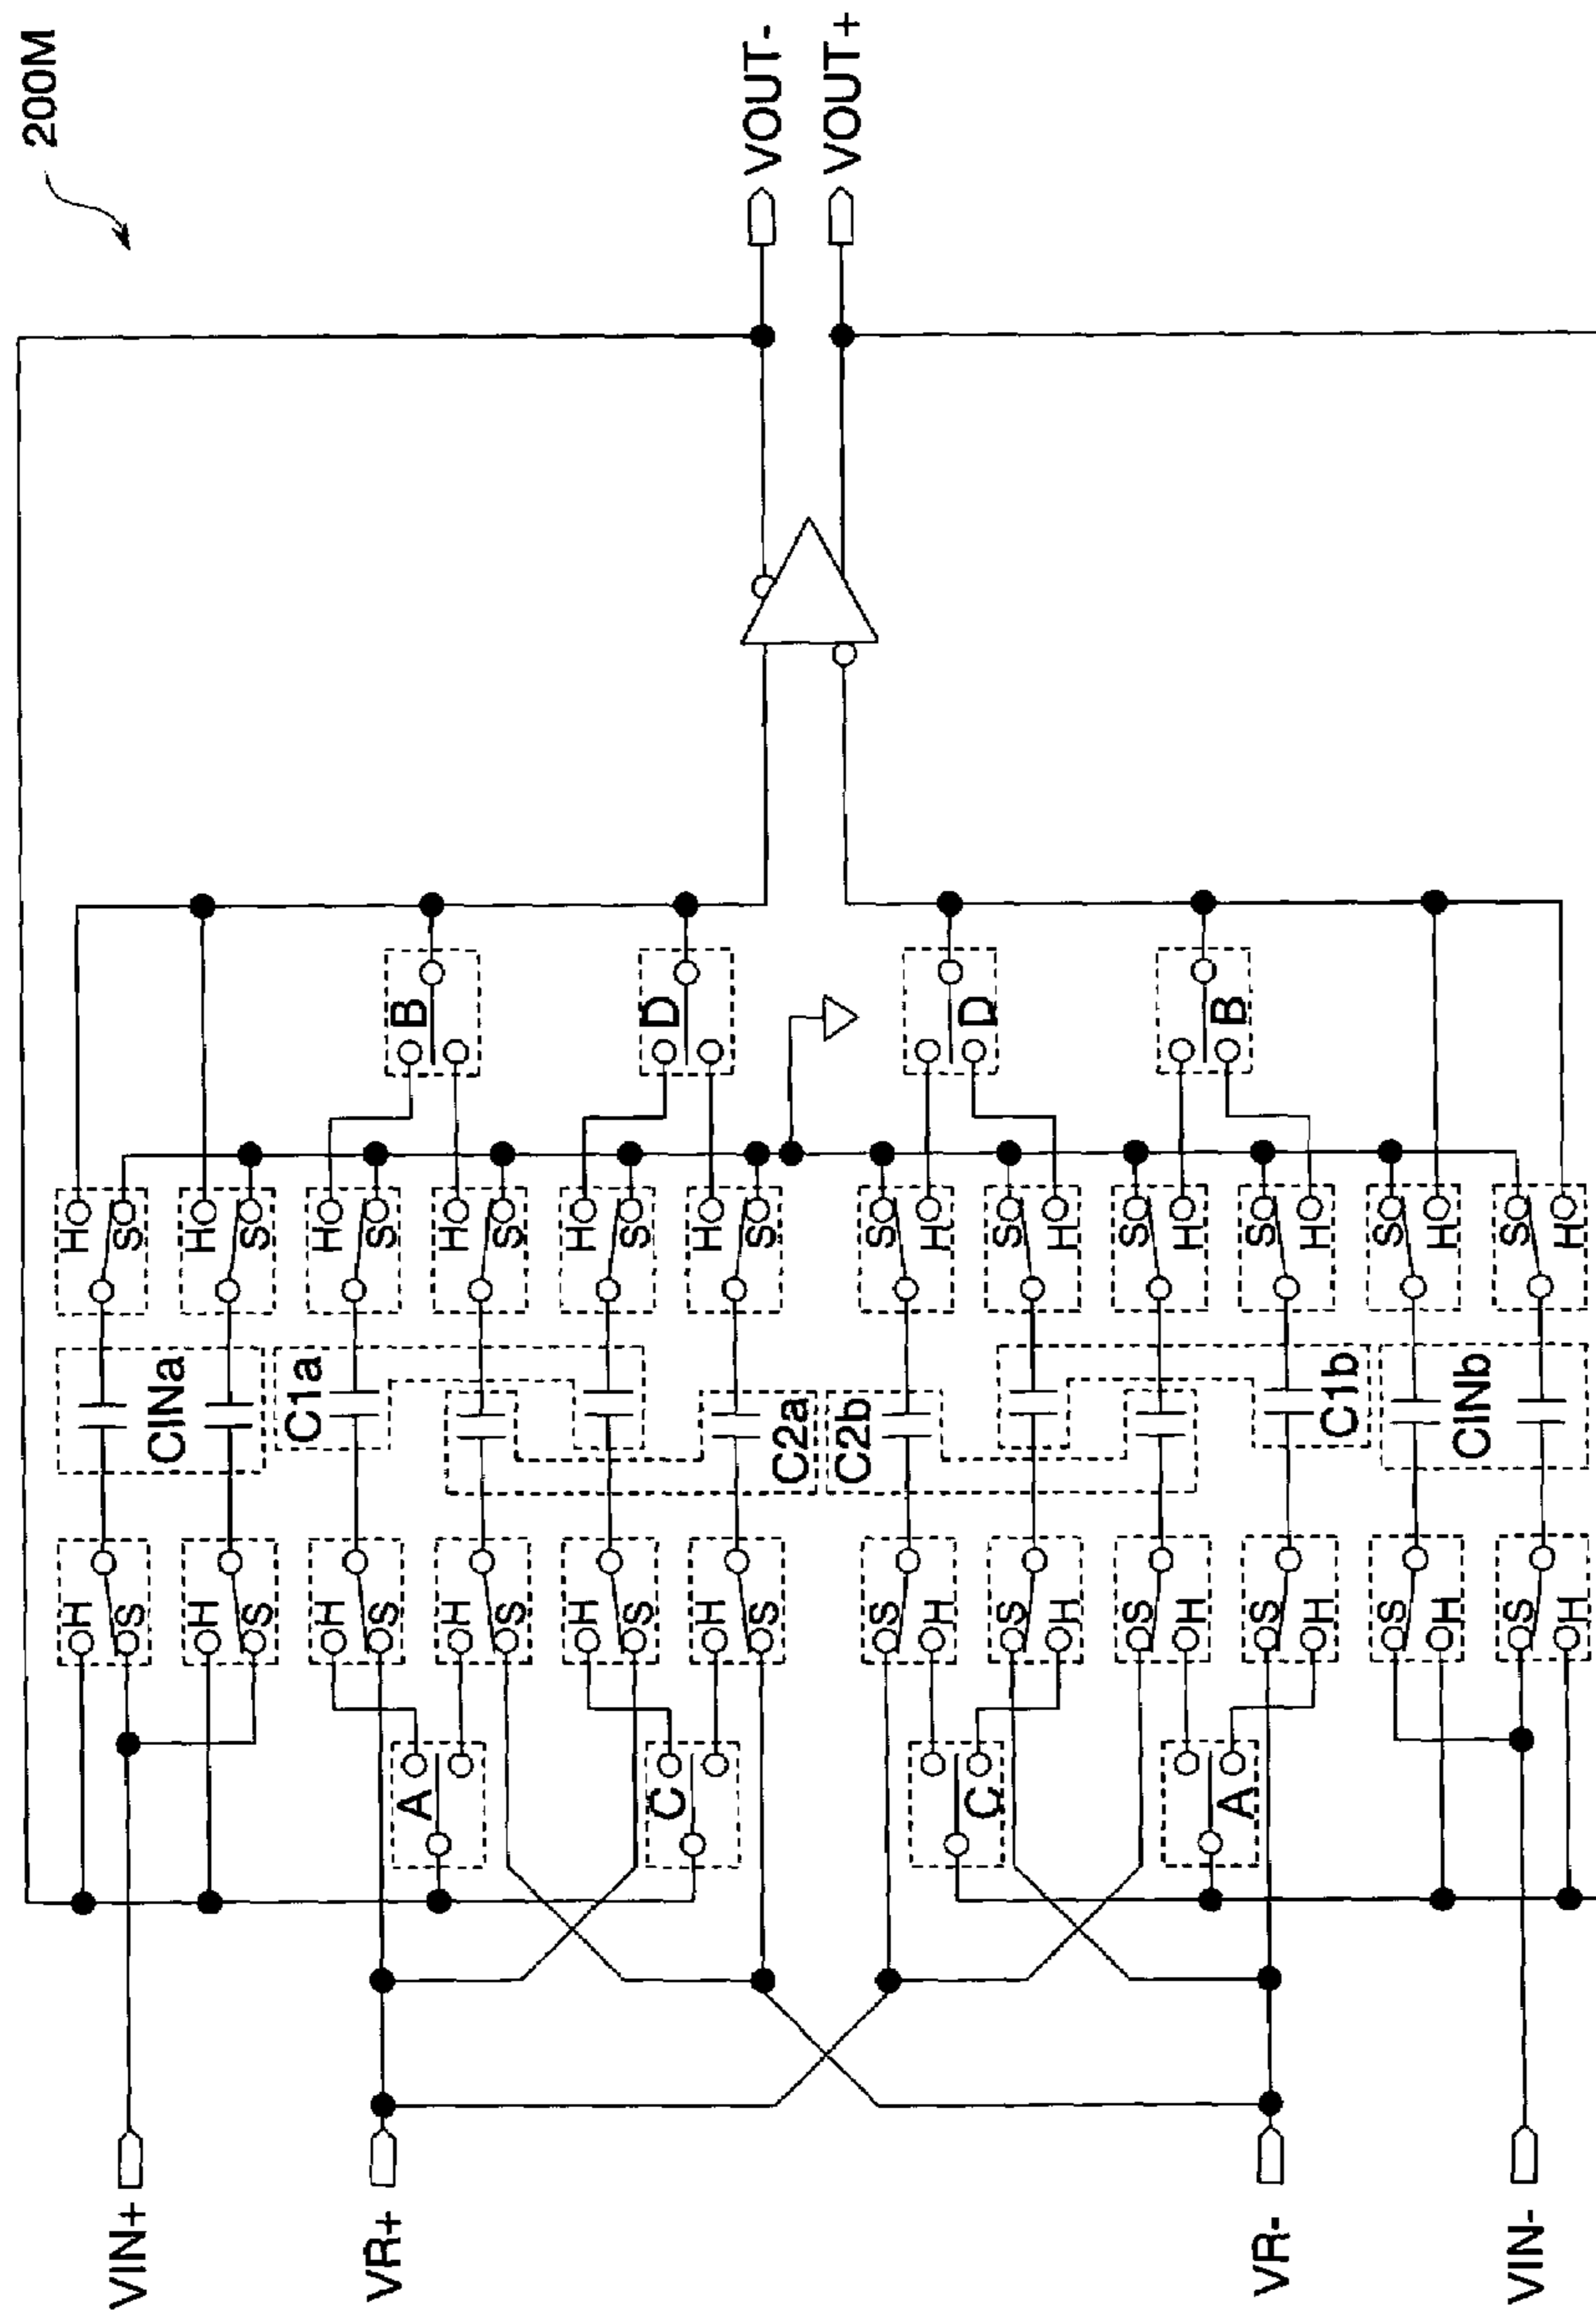 200M
H H
VIN+ S S VOUT-
CINa
H H
S S
C1a
H H
VR+ S S
A B
H H
S S
H H
S S
C D
H H
S S
C2a
VOUT+
C2b
S S
H H
C D
S S
H H
S S
H H
A B
VR- S S
H H
C1b
S S
H H
CINb
VIN- S S
H H